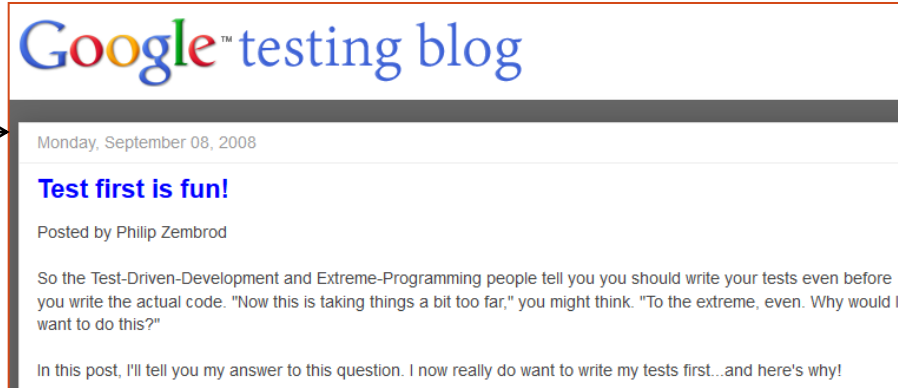 Google™ testing blog
Monday, September 08, 2008
Test first is fun!
Posted by Philip Zembrod
So the Test-Driven-Development and Extreme-Programming people tell you you should write your tests even before
you write the actual code. "Now this is taking things a bit too far," you might think. "To the extreme, even. Why would I
want to do this?"
In this post, I'll tell you my answer to this question. I now really do want to write my tests first...and here's why!